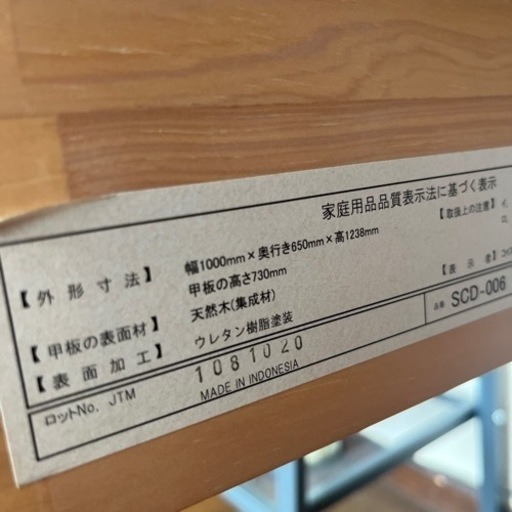 家庭用品品質表示法に基づく表示
【外形寸法】 幅1000mm×奥行き650mm×高1238mm
甲板の高さ730mm
【甲板の表面材】 天然木(集成材)
【表面加工】 ウレタン樹脂塗装
ロットNo. JTM 1081020
MADE IN INDONESIA
【取扱上の注意】
【表示者】
品番 SCD-006